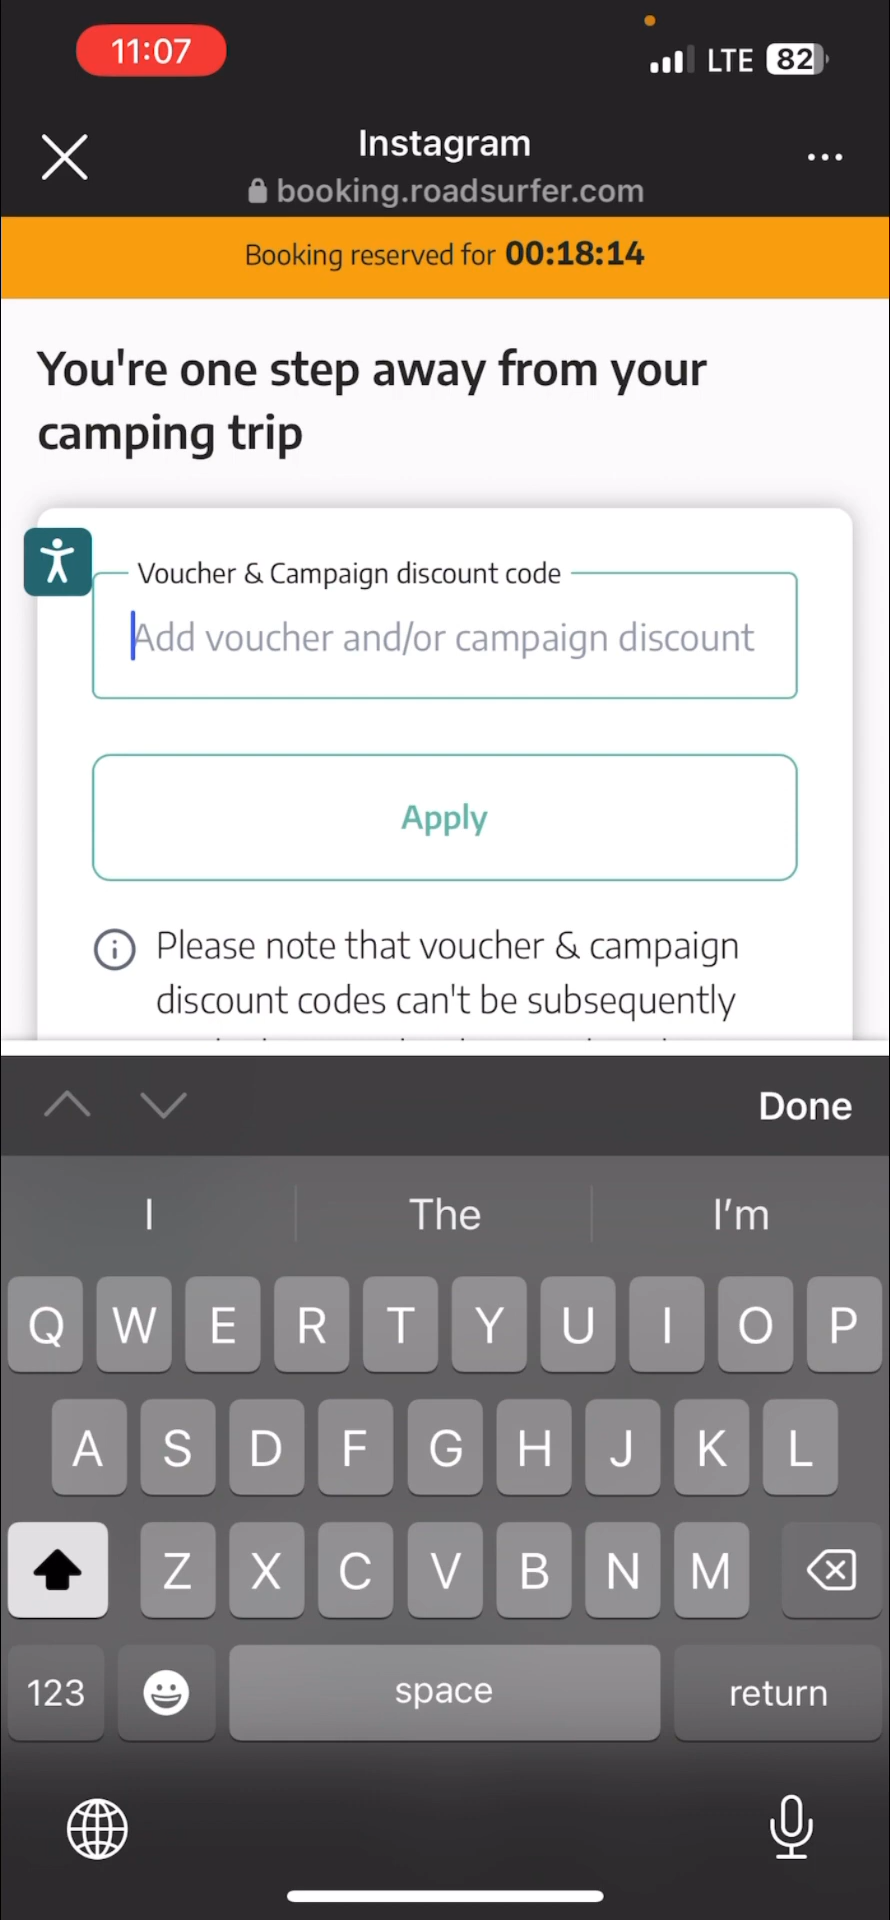 11:07
LTE 82
Instagram
booking.roadsurfer.com
Booking reserved for 00:18:14
You're one step away from your
camping trip
Voucher & Campaign discount code
Add voucher and/or campaign discount
Apply
Please note that voucher & campaign
discount codes can't be subsequently
Done
I The I'm
Q W E R T Y U I O P
A S D F G H J K L
Z X C V B N M
123 space return